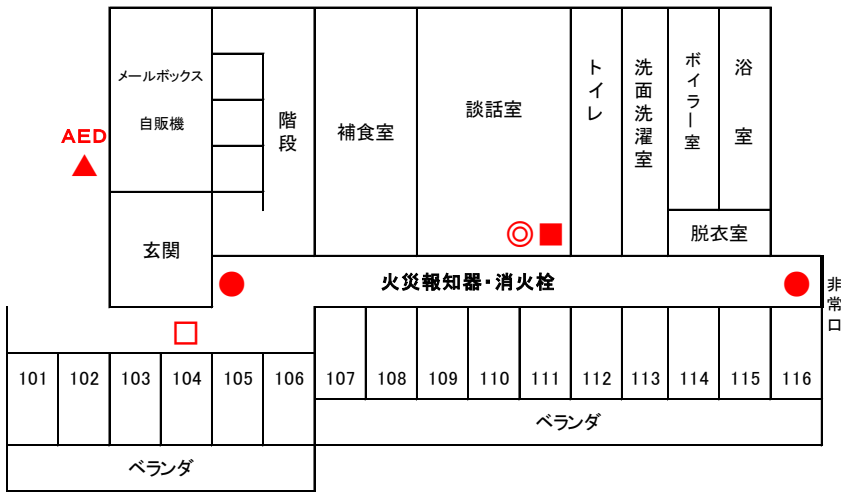 メールボックス
自販機
AED
階段
補食室
談話室
トイレ
洗面洗濯室
ボイラー室
浴室
脱衣室
玄関
火災報知器・消火栓
非常口
101 102 103 104 105 106 107 108 109 110 111 112 113 114 115 116
ベランダ
ベランダ